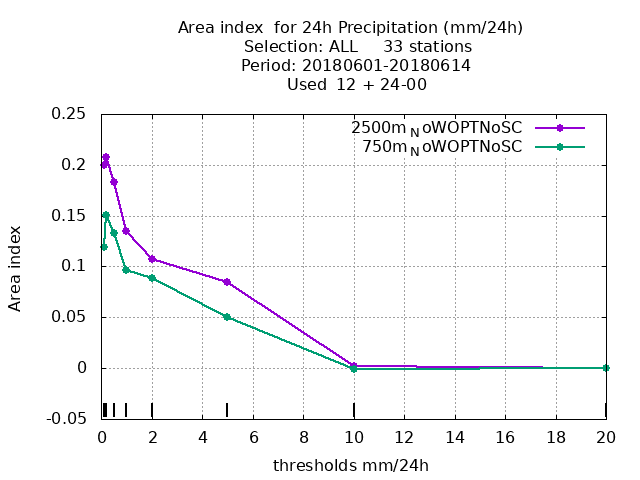 Area index  for 24h Precipitation (mm/24h)
Selection: ALL     33 stations
Period: 20180601-20180614
Used  12 + 24-00
2500m_NoWOPTNoSC
750m_NoWOPTNoSC
0.25
0.2
0.15
0.1
0.05
0
-0.05
Area index
0 2 4 6 8 10 12 14 16 18 20
thresholds mm/24h